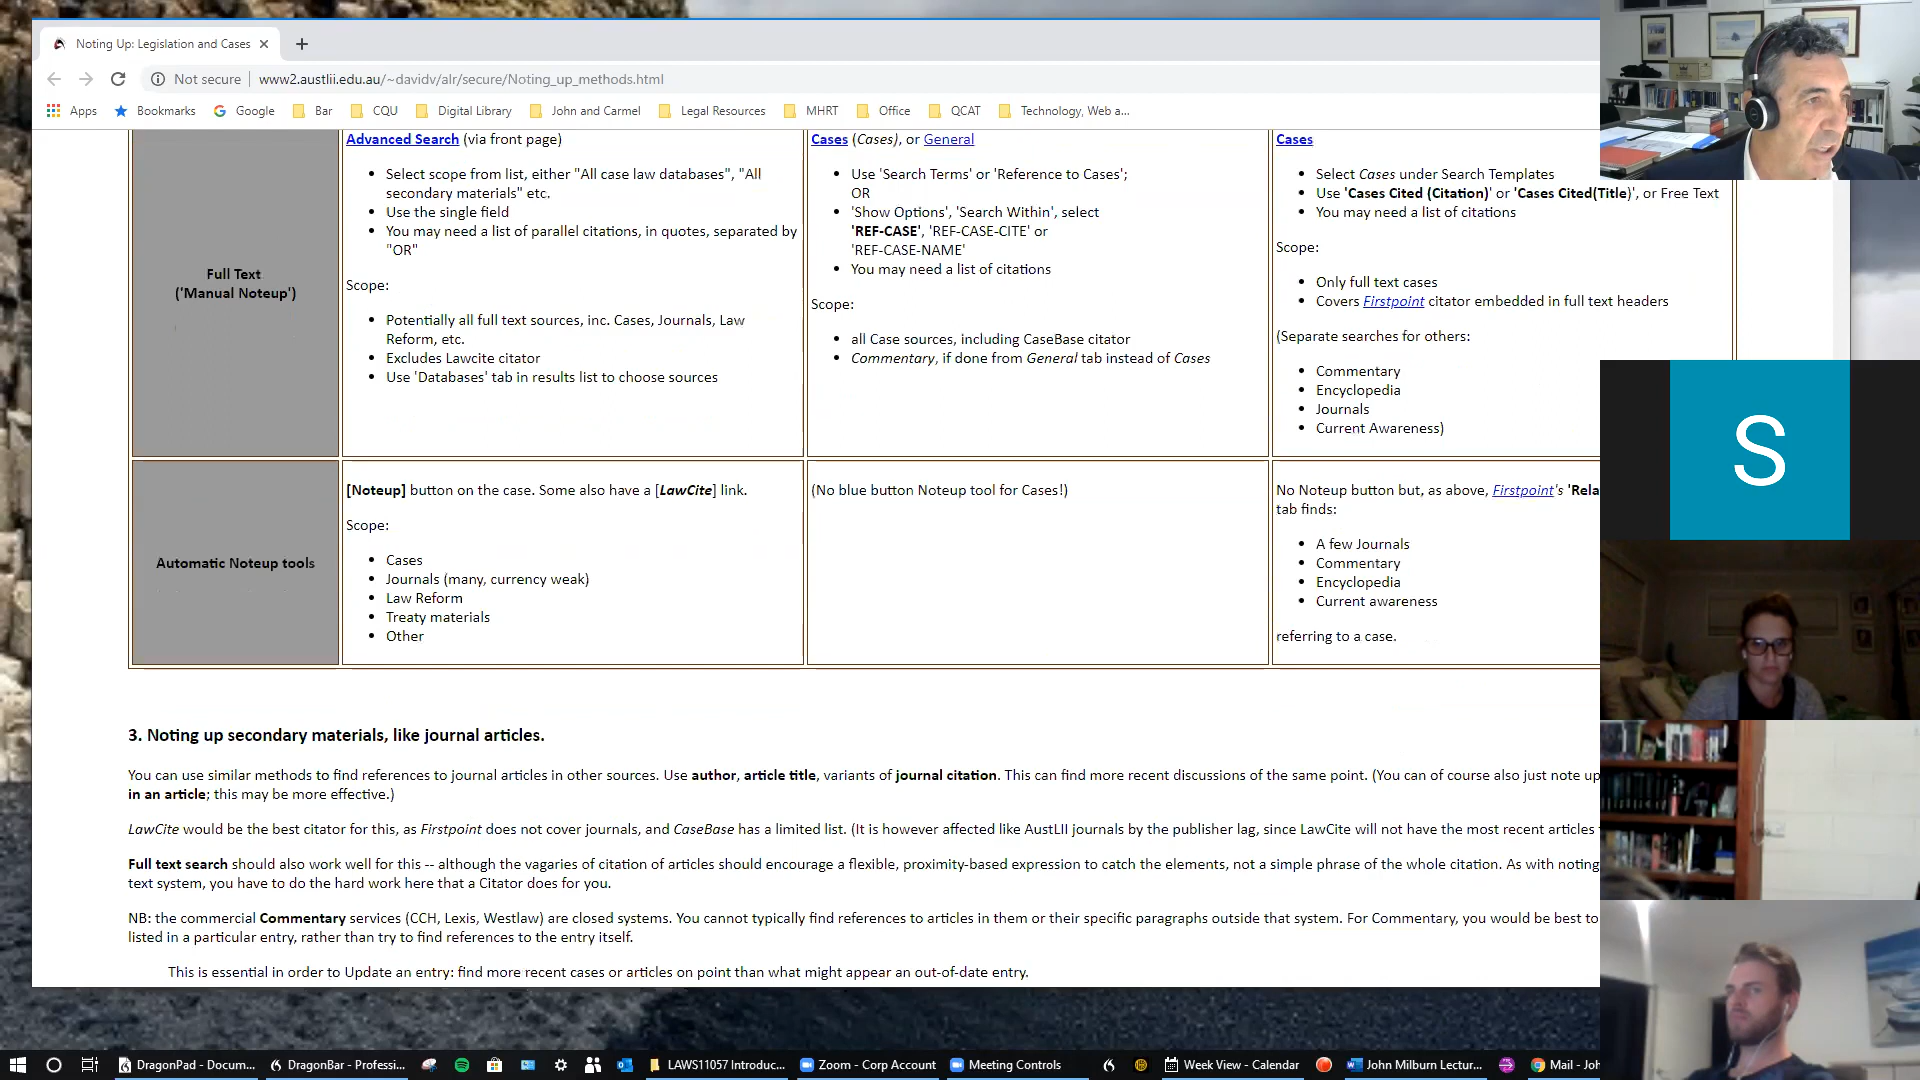 Noting Up: Legislation and Cases
Not secure
www2.austlii.edu.au/~davidv/alr/secure/Noting_up_methods.html
Apps Bookmarks Google Bar CQU Digital Library John and Carmel Legal Resources MHRT Office QCAT Technology, Web a...
Full Text
('Manual Noteup')
Advanced Search (via front page)
Select scope from list, either "All case law databases", "All
secondary materials" etc.
Use the single field
You may need a list of parallel citations, in quotes, separated by
"OR"
Scope:
Potentially all full text sources, inc. Cases, Journals, Law
Reform, etc.
Excludes Lawcite citator
Use 'Databases' tab in results list to choose sources
Cases (Cases), or General
Use 'Search Terms' or 'Reference to Cases';
OR
'Show Options', 'Search Within', select
'REF-CASE', 'REF-CASE-CITE' or
'REF-CASE-NAME'
You may need a list of citations
Scope:
all Case sources, including CaseBase citator
Commentary, if done from General tab instead of Cases
Cases
Select Cases under Search Templates
Use 'Cases Cited (Citation)' or 'Cases Cited(Title)', or Free Text
You may need a list of citations
Scope:
Only full text cases
Covers Firstpoint citator embedded in full text headers
(Separate searches for others:
Commentary
Encyclopedia
Journals
Current Awareness)
Automatic Noteup tools
[Noteup] button on the case. Some also have a [LawCite] link.
Scope:
Cases
Journals (many, currency weak)
Law Reform
Treaty materials
Other
(No blue button Noteup tool for Cases!)
No Noteup button but, as above, Firstpoint's 'Rela
tab finds:
A few Journals
Commentary
Encyclopedia
Current awareness
referring to a case.
3. Noting up secondary materials, like journal articles.
You can use similar methods to find references to journal articles in other sources. Use author, article title, variants of journal citation. This can find more recent discussions of the same point. (You can of course also just note up
in an article; this may be more effective.)
LawCite would be the best citator for this, as Firstpoint does not cover journals, and CaseBase has a limited list. (It is however affected like AustLII journals by the publisher lag, since LawCite will not have the most recent articles
Full text search should also work well for this -- although the vagaries of citation of articles should encourage a flexible, proximity-based expression to catch the elements, not a simple phrase of the whole citation. As with noting
text system, you have to do the hard work here that a Citator does for you.
NB: the commercial Commentary services (CCH, Lexis, Westlaw) are closed systems. You cannot typically find references to articles in them or their specific paragraphs outside that system. For Commentary, you would be best to
listed in a particular entry, rather than try to find references to the entry itself.
This is essential in order to Update an entry: find more recent cases or articles on point than what might appear an out-of-date entry.
S
DragonPad - Docum... DragonBar - Professi... LAWS11057 Introduc... Zoom - Corp Account Meeting Controls Week View - Calendar John Milburn Lectur... Mail - Joh